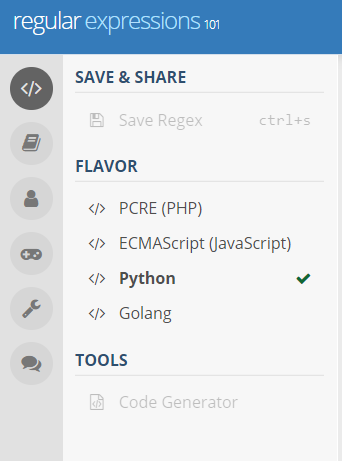 regular expressions 101
SAVE & SHARE
Save Regex ctrl+s
FLAVOR
PCRE (PHP)
ECMAScript (JavaScript)
Python
Golang
TOOLS
Code Generator